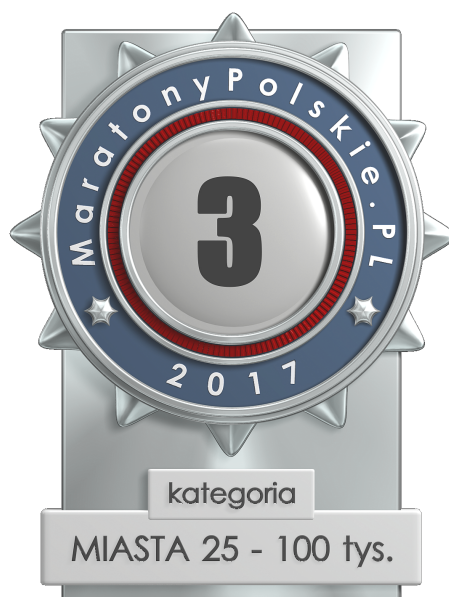 MaratonyPolskie.PL
3
2017
kategoria
MIASTA 25 - 100 tys.